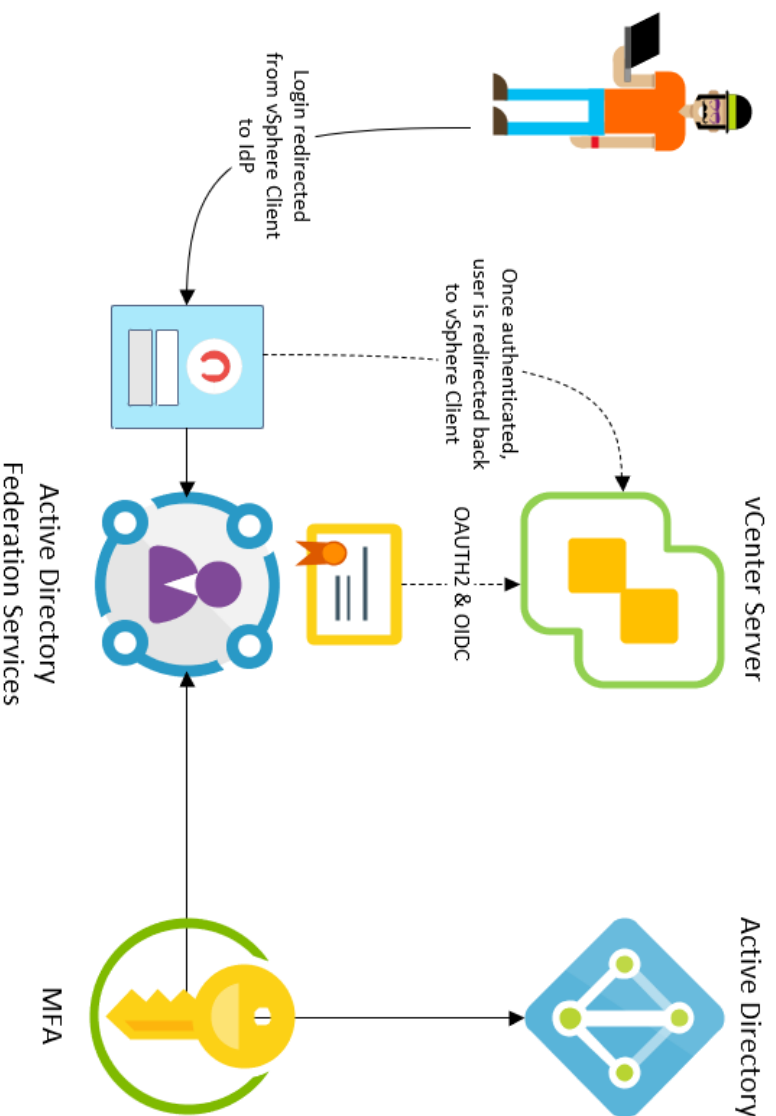 vCenter Server
Active Directory
Once authenticated,
user is redirected back
to vSphere Client
OAUTH2 & OIDC
Login redirected
from vSphere Client
to IdP
Active Directory
Federation Services
MFA